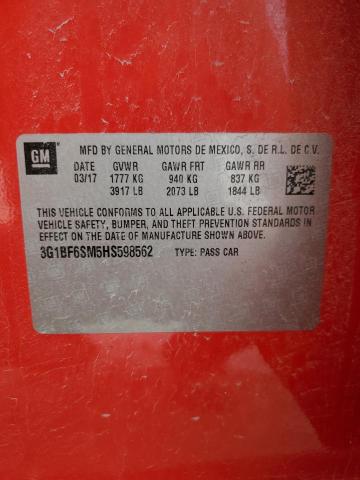 GM
MFD BY GENERAL MOTORS DE MEXICO, S. DE R.L. DE C.V.
DATE GVWR GAWR FRT GAWR RR
03/17 1777 KG 940 KG 837 KG
3917 LB 2073 LB 1844 LB
THIS VEHICLE CONFORMS TO ALL APPLICABLE U.S. FEDERAL MOTOR
VEHICLE SAFETY, BUMPER, AND THEFT PREVENTION STANDARDS IN
EFFECT ON THE DATE OF MANUFACTURE SHOWN ABOVE.
3G1BF6SM5HS598562 TYPE: PASS CAR